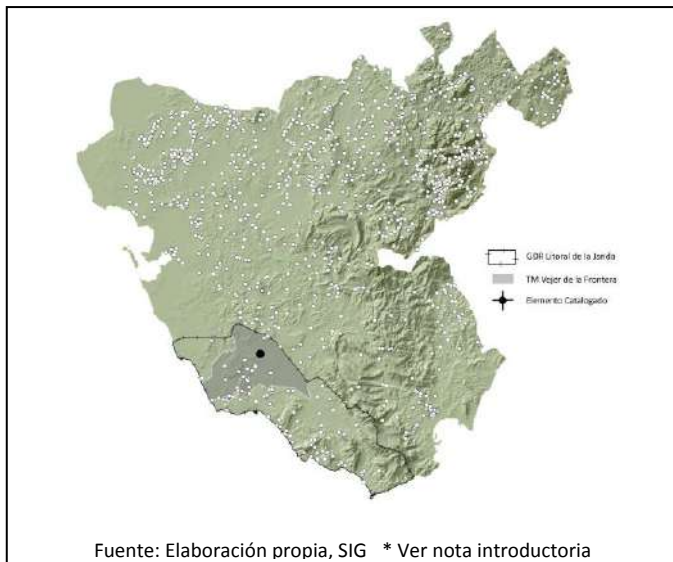 GDR Litoral de la Janda
TM Vejer de la Frontera
Elemento Catalogado
Fuente: Elaboración propia, SIG * Ver nota introductoria